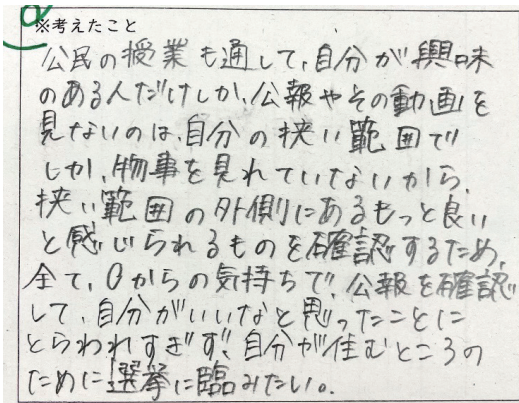 ※考えたこと
公民の授業も通して、自分が興味
のある人だけしか、公報やその動画を
見ないのは、自分の狭い範囲で
しか、物事を見れていないから、
狭い範囲の外側にあるもっと良い
と感じられるものを確認するため、
全て、0からの気持ちで、公報を確認
して、自分がいいなと思ったことに
とらわれすぎず、自分が住むところの
ために選挙に臨みたい。